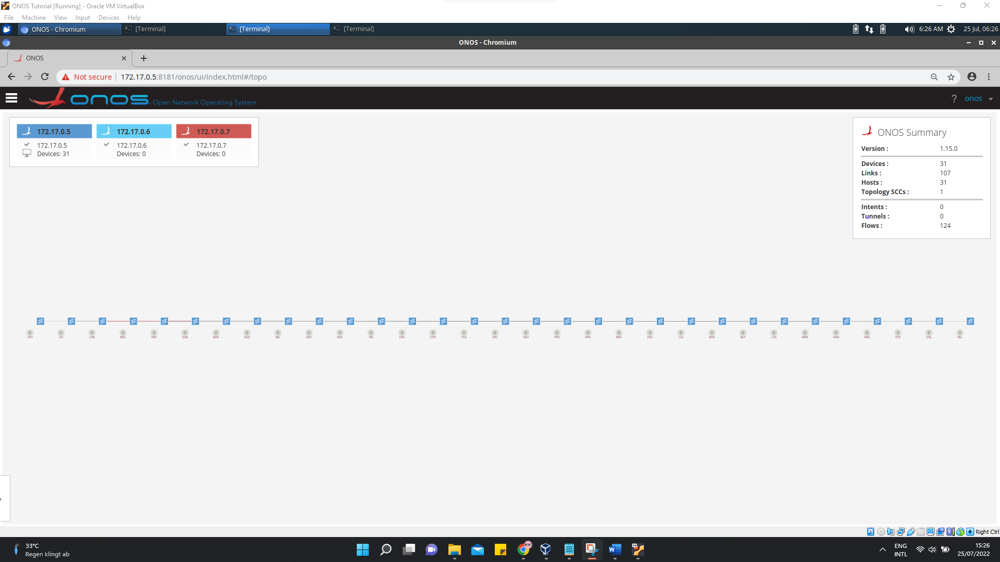 ONOS Tutorial [Running] - Oracle VM VirtualBox
File Machine View Input Devices Help
ONOS - Chromium [Terminal] [Terminal] [Terminal] 6:26 AM 25 Jul, 06:26
ONOS - Chromium
ONOS
Not secure 172.17.0.5:8181/onos/ui/index.html#/topo
onos Open Network Operating System ? onos
172.17.0.5 172.17.0.6 172.17.0.7
172.17.0.5 172.17.0.6 172.17.0.7
Devices: 31 Devices: 0 Devices: 0
ONOS Summary
Version : 1.15.0
Devices : 31
Links : 107
Hosts : 31
Topology SCCs : 1
Intents : 0
Tunnels : 0
Flows : 124
ATH LIS LON BRU PAR DUB MAD GEN MIL SOF BUC VIE FRA COP TLN RIG KAU POZ PRA BRA ZAG LJU BUD MLT LUX MAR HAM AMS STO OSL HEL
Right Ctrl
33°C
Regen klingt ab
ENG
INTL
15:26
25/07/2022